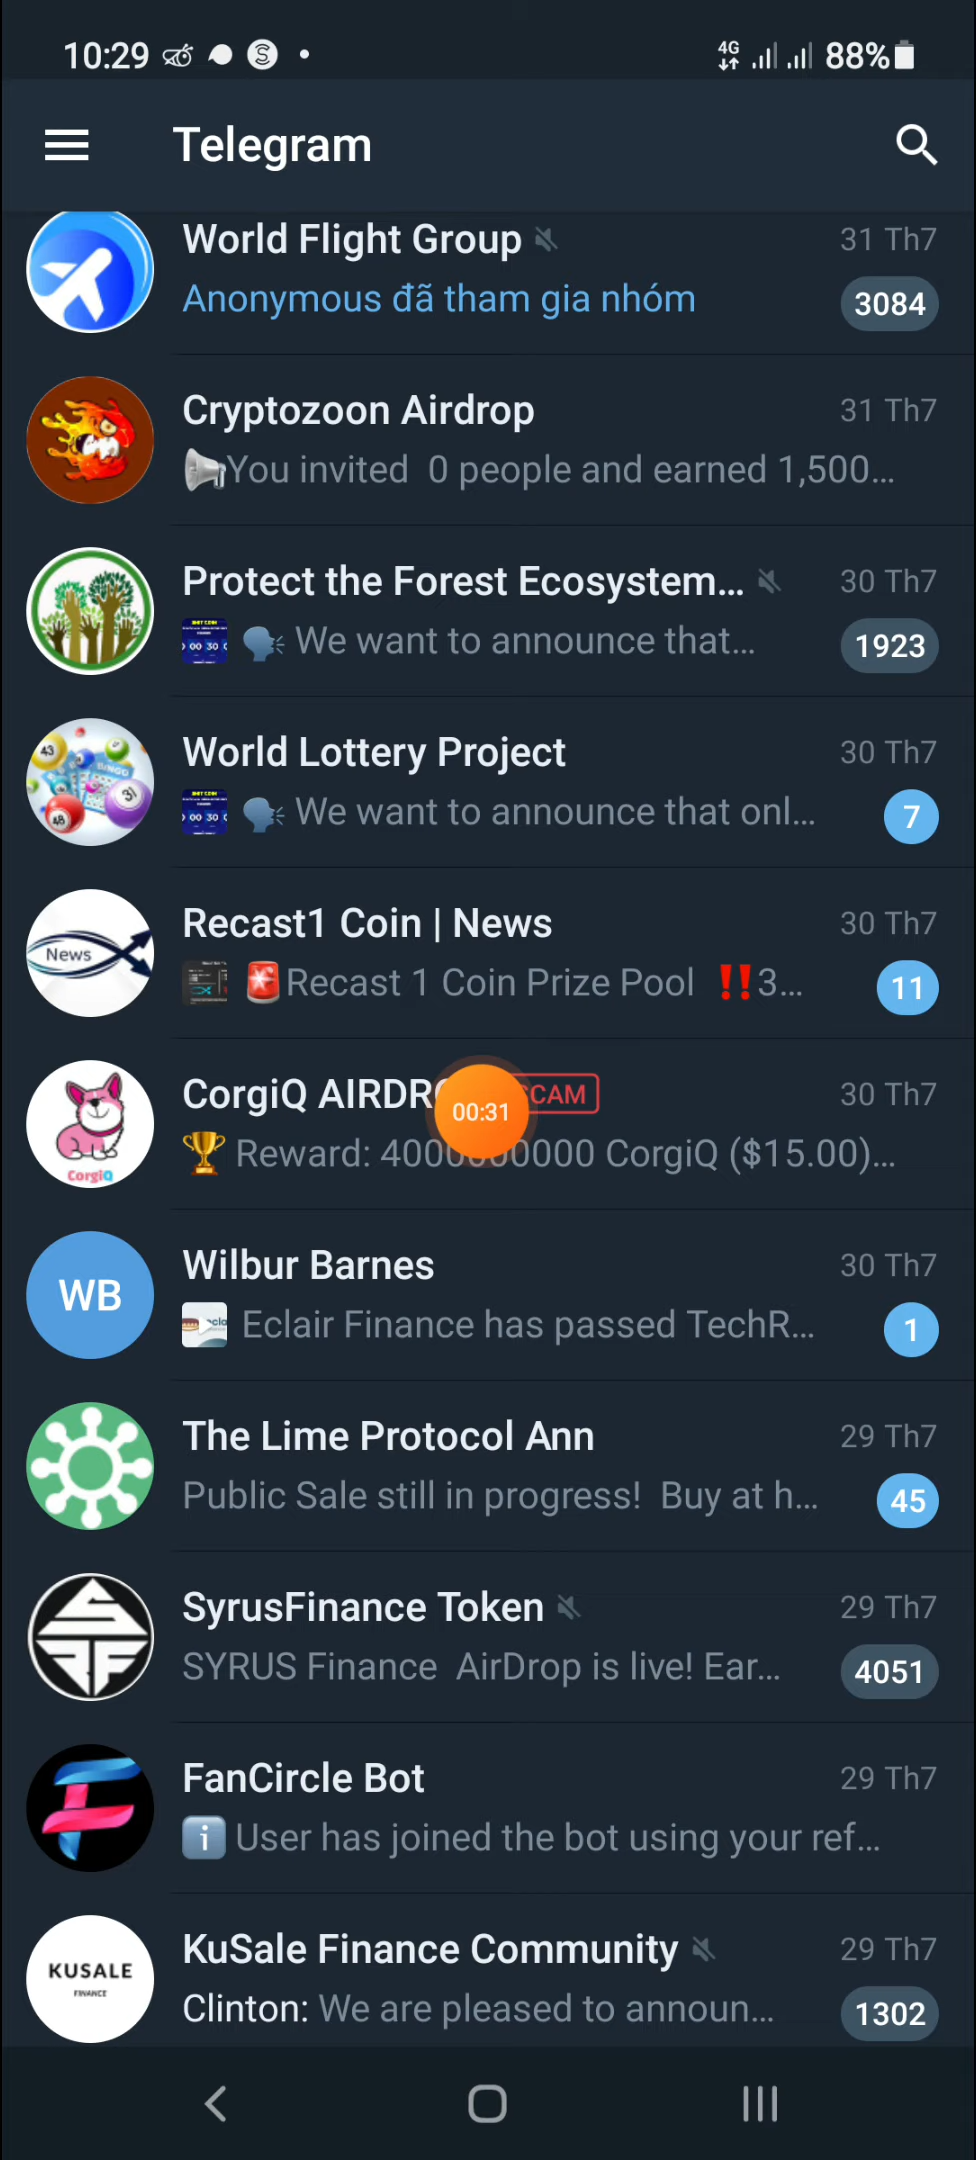 10:29 4G 88%
Telegram
World Flight Group 31 Th7
Anonymous đã tham gia nhóm 3084
Cryptozoon Airdrop 31 Th7
You invited 0 people and earned 1,500...
Protect the Forest Ecosystem... 30 Th7
We want to announce that... 1923
World Lottery Project 30 Th7
We want to announce that onl... 7
News
Recast1 Coin | News 30 Th7
Recast 1 Coin Prize Pool ‼️3... 11
CorgiQ 30 Th7
00:31
Reward: CorgiQ ($15.00)...
CorgiQ
WB
Wilbur Barnes 30 Th7
Eclair Finance has passed TechR... 1
The Lime Protocol Ann 29 Th7
Public Sale still in progress! Buy at h... 45
SyrusFinance Token 29 Th7
SYRUS Finance AirDrop is live! Ear... 4051
FanCircle Bot 29 Th7
User has joined the bot using your ref...
KUSALE
FINANCE
KuSale Finance Community 29 Th7
Clinton: We are pleased to announ... 1302